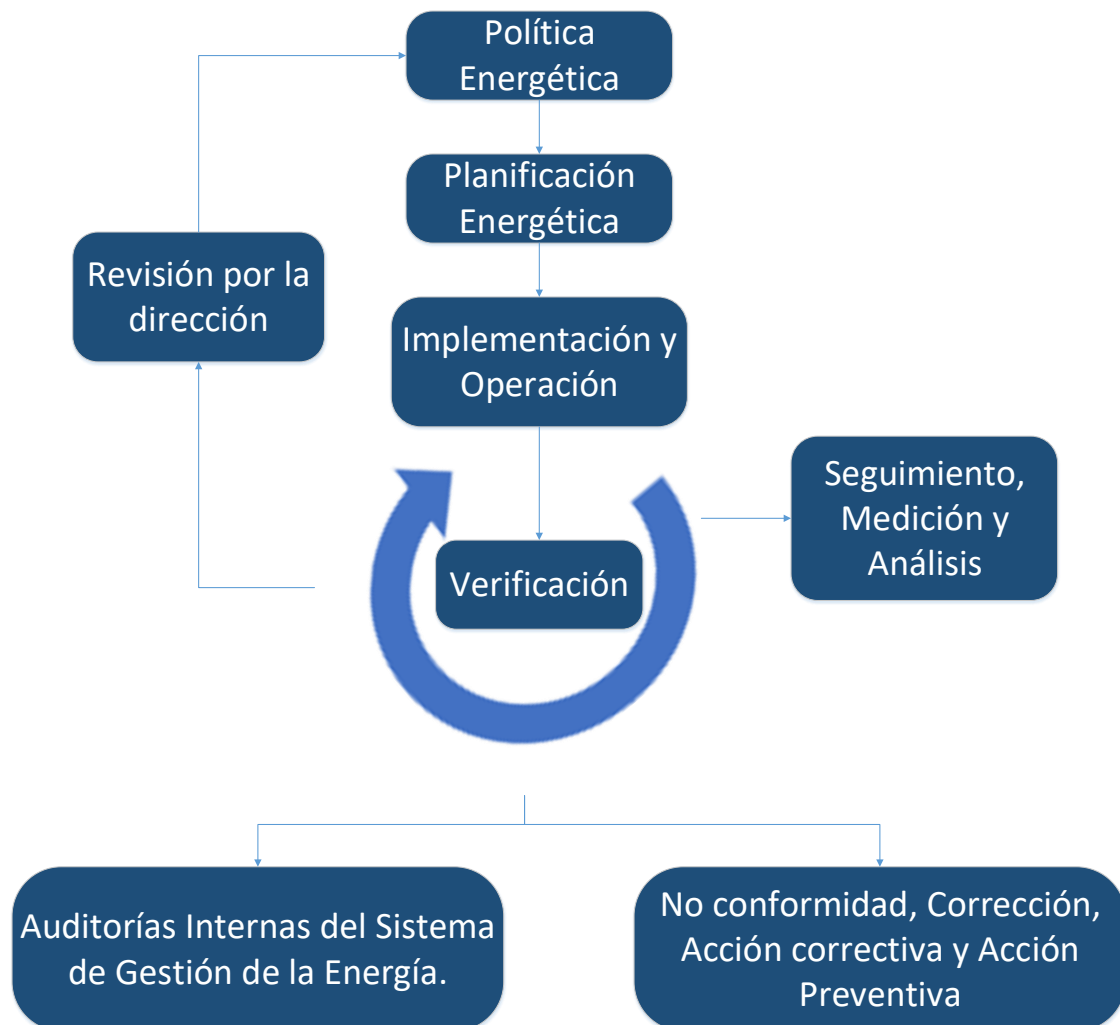 Política
Energética
Planificación
Energética
Revisión por la
dirección
Implementación y
Operación
Seguimiento,
Medición y
Análisis
Verificación
Auditorías Internas del Sistema
de Gestión de la Energía.
No conformidad, Corrección,
Acción correctiva y Acción
Preventiva